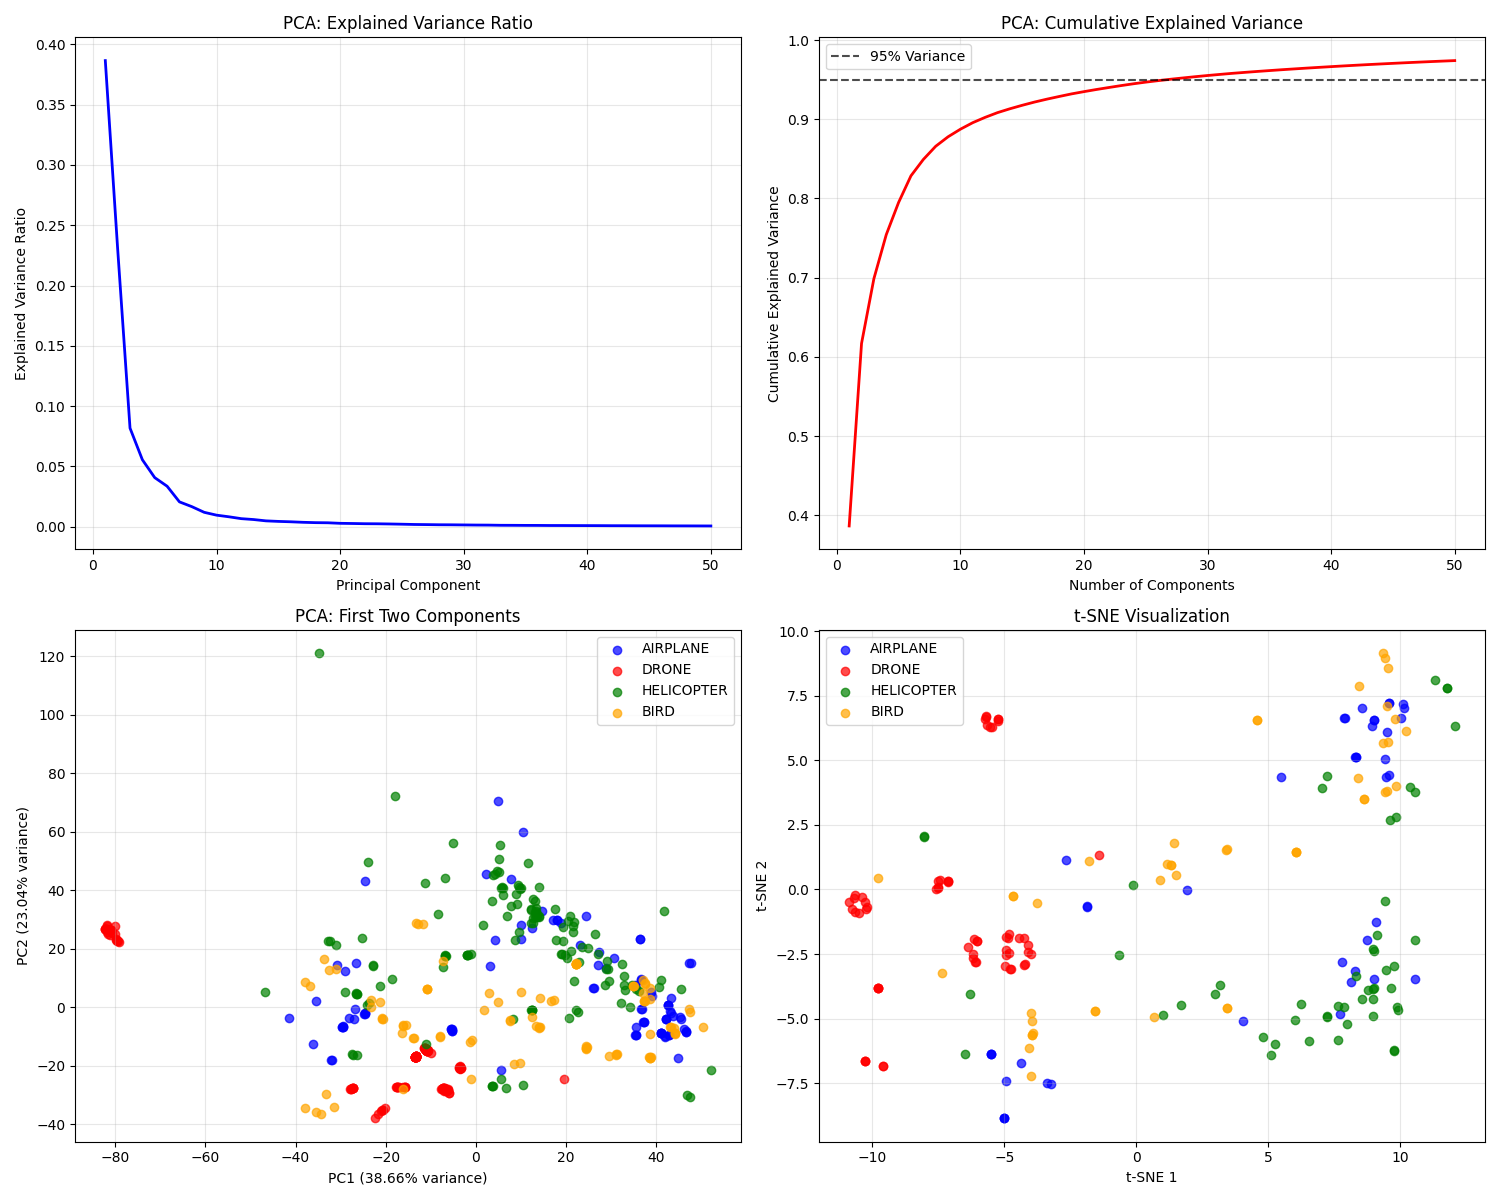 PCA: Explained Variance Ratio
Explained Variance Ratio
0.40
0.35
0.30
0.25
0.20
0.15
0.10
0.05
0.00
0 10 20 30 40 50
Principal Component
PCA: Cumulative Explained Variance
95% Variance
Cumulative Explained Variance
1.0
0.9
0.8
0.7
0.6
0.5
0.4
0 10 20 30 40 50
Number of Components
PCA: First Two Components
AIRPLANE
DRONE
HELICOPTER
BIRD
PC2 (23.04% variance)
120
100
80
60
40
20
0
−20
−40
−80 −60 −40 −20 0 20 40
PC1 (38.66% variance)
t-SNE Visualization
AIRPLANE
DRONE
HELICOPTER
BIRD
t-SNE 2
10.0
7.5
5.0
2.5
0.0
−2.5
−5.0
−7.5
−10 −5 0 5 10
t-SNE 1